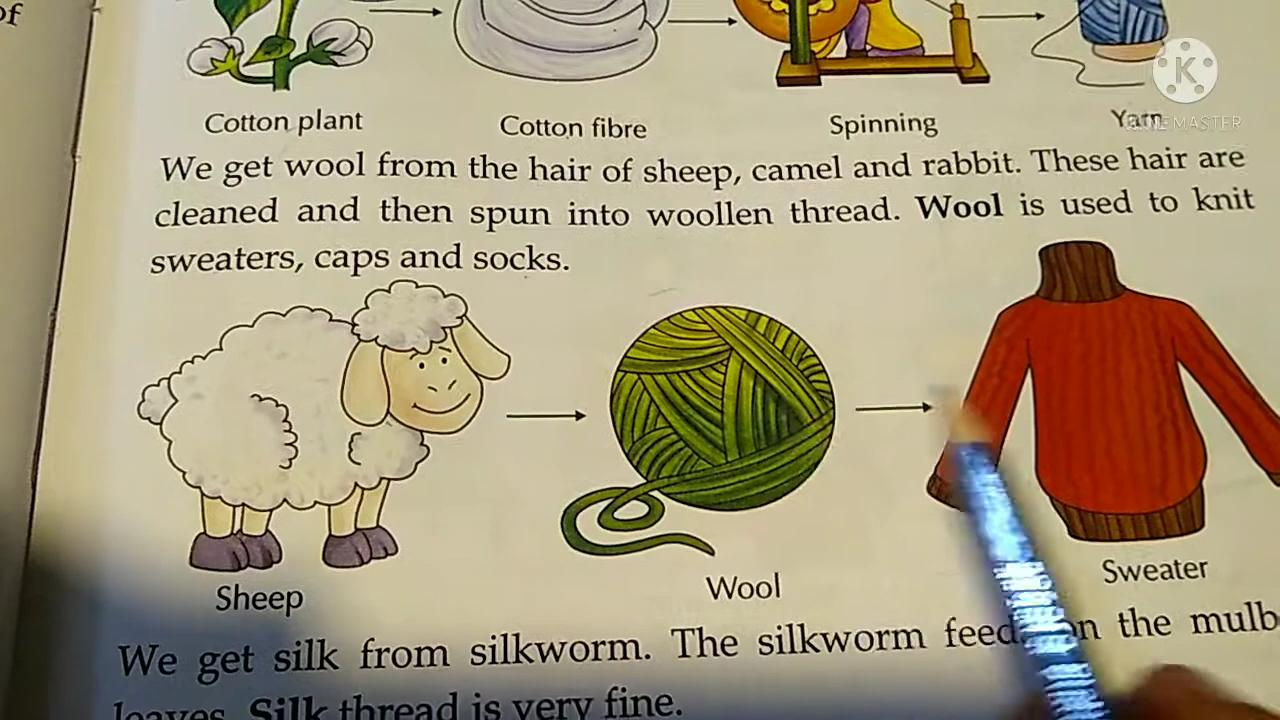 of
Cotton plant Cotton fibre Spinning Yarn
K
We get wool from the hair of sheep, camel and rabbit. These hair are
cleaned and then spun into woollen thread. Wool is used to knit
sweaters, caps and socks.
Sheep Wool Sweater
We get silk from silkworm. The silkworm on the
leaves. Silk thread is very fine.